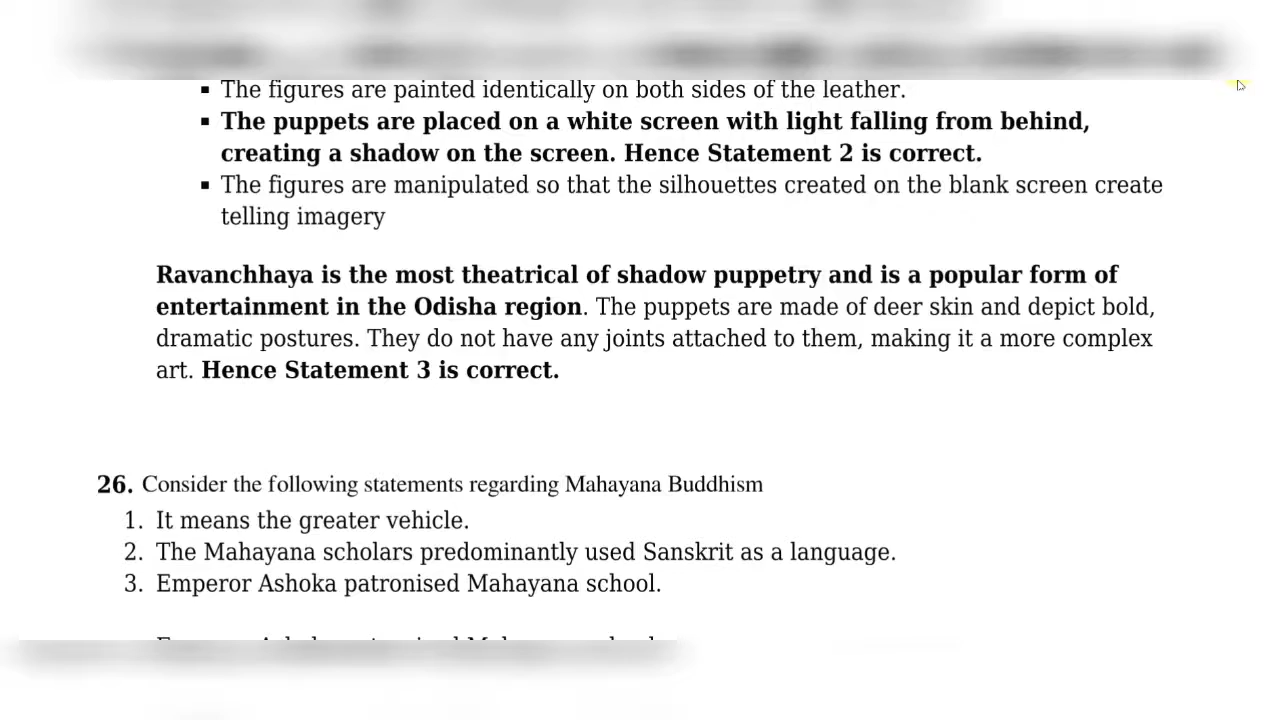 ▪ The figures are painted identically on both sides of the leather.
▪ The puppets are placed on a white screen with light falling from behind,
creating a shadow on the screen. Hence Statement 2 is correct.
▪ The figures are manipulated so that the silhouettes created on the blank screen create
telling imagery
Ravanchhaya is the most theatrical of shadow puppetry and is a popular form of
entertainment in the Odisha region. The puppets are made of deer skin and depict bold,
dramatic postures. They do not have any joints attached to them, making it a more complex
art. Hence Statement 3 is correct.
26. Consider the following statements regarding Mahayana Buddhism
1. It means the greater vehicle.
2. The Mahayana scholars predominantly used Sanskrit as a language.
3. Emperor Ashoka patronised Mahayana school.